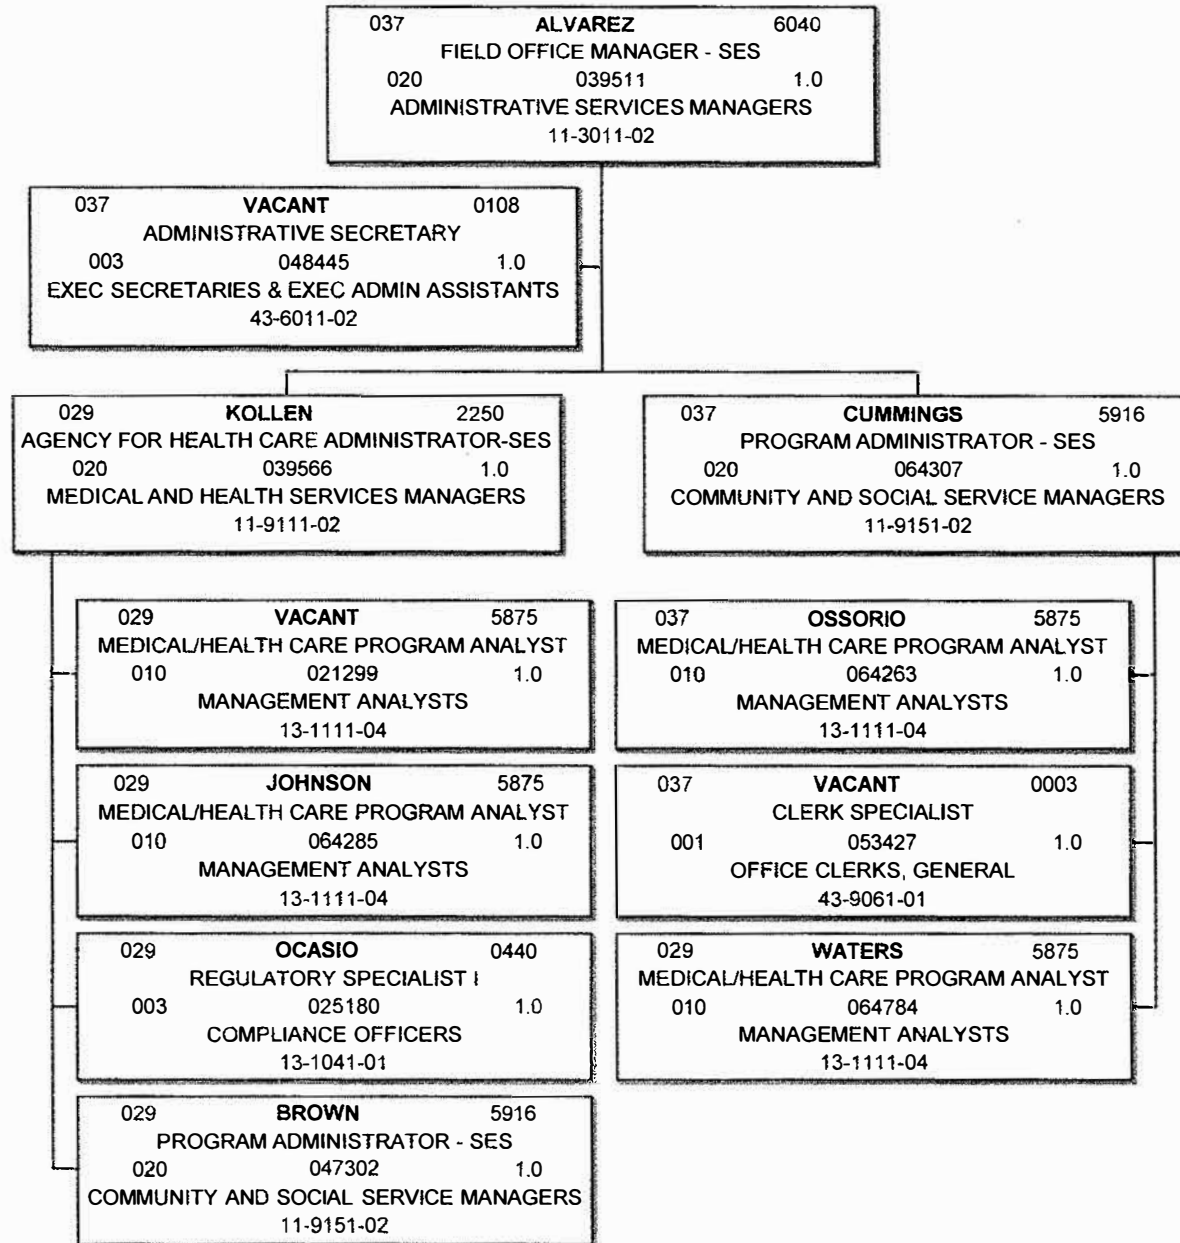 037 ALVAREZ 6040
FIELD OFFICE MANAGER - SES
020 039511 1.0
ADMINISTRATIVE SERVICES MANAGERS
11-3011-02
037 VACANT 0108
ADMINISTRATIVE SECRETARY
003 048445 1.0
EXEC SECRETARIES & EXEC ADMIN ASSISTANTS
43-6011-02
029 KOLLEN 2250
AGENCY FOR HEALTH CARE ADMINISTRATOR-SES
020 039566 1.0
MEDICAL AND HEALTH SERVICES MANAGERS
11-9111-02
037 CUMMINGS 5916
PROGRAM ADMINISTRATOR - SES
020 064307 1.0
COMMUNITY AND SOCIAL SERVICE MANAGERS
11-9151-02
029 VACANT 5875
MEDICAL/HEALTH CARE PROGRAM ANALYST
010 021299 1.0
MANAGEMENT ANALYSTS
13-1111-04
029 JOHNSON 5875
MEDICAL/HEALTH CARE PROGRAM ANALYST
010 064285 1.0
MANAGEMENT ANALYSTS
13-1111-04
029 OCASIO 0440
REGULATORY SPECIALIST I
003 025180 1.0
COMPLIANCE OFFICERS
13-1041-01
029 BROWN 5916
PROGRAM ADMINISTRATOR - SES
020 047302 1.0
COMMUNITY AND SOCIAL SERVICE MANAGERS
11-9151-02
037 OSSORIO 5875
MEDICAL/HEALTH CARE PROGRAM ANALYST
010 064263 1.0
MANAGEMENT ANALYSTS
13-1111-04
037 VACANT 0003
CLERK SPECIALIST
001 053427 1.0
OFFICE CLERKS, GENERAL
43-9061-01
029 WATERS 5875
MEDICAL/HEALTH CARE PROGRAM ANALYST
010 064784 1.0
MANAGEMENT ANALYSTS
13-1111-04